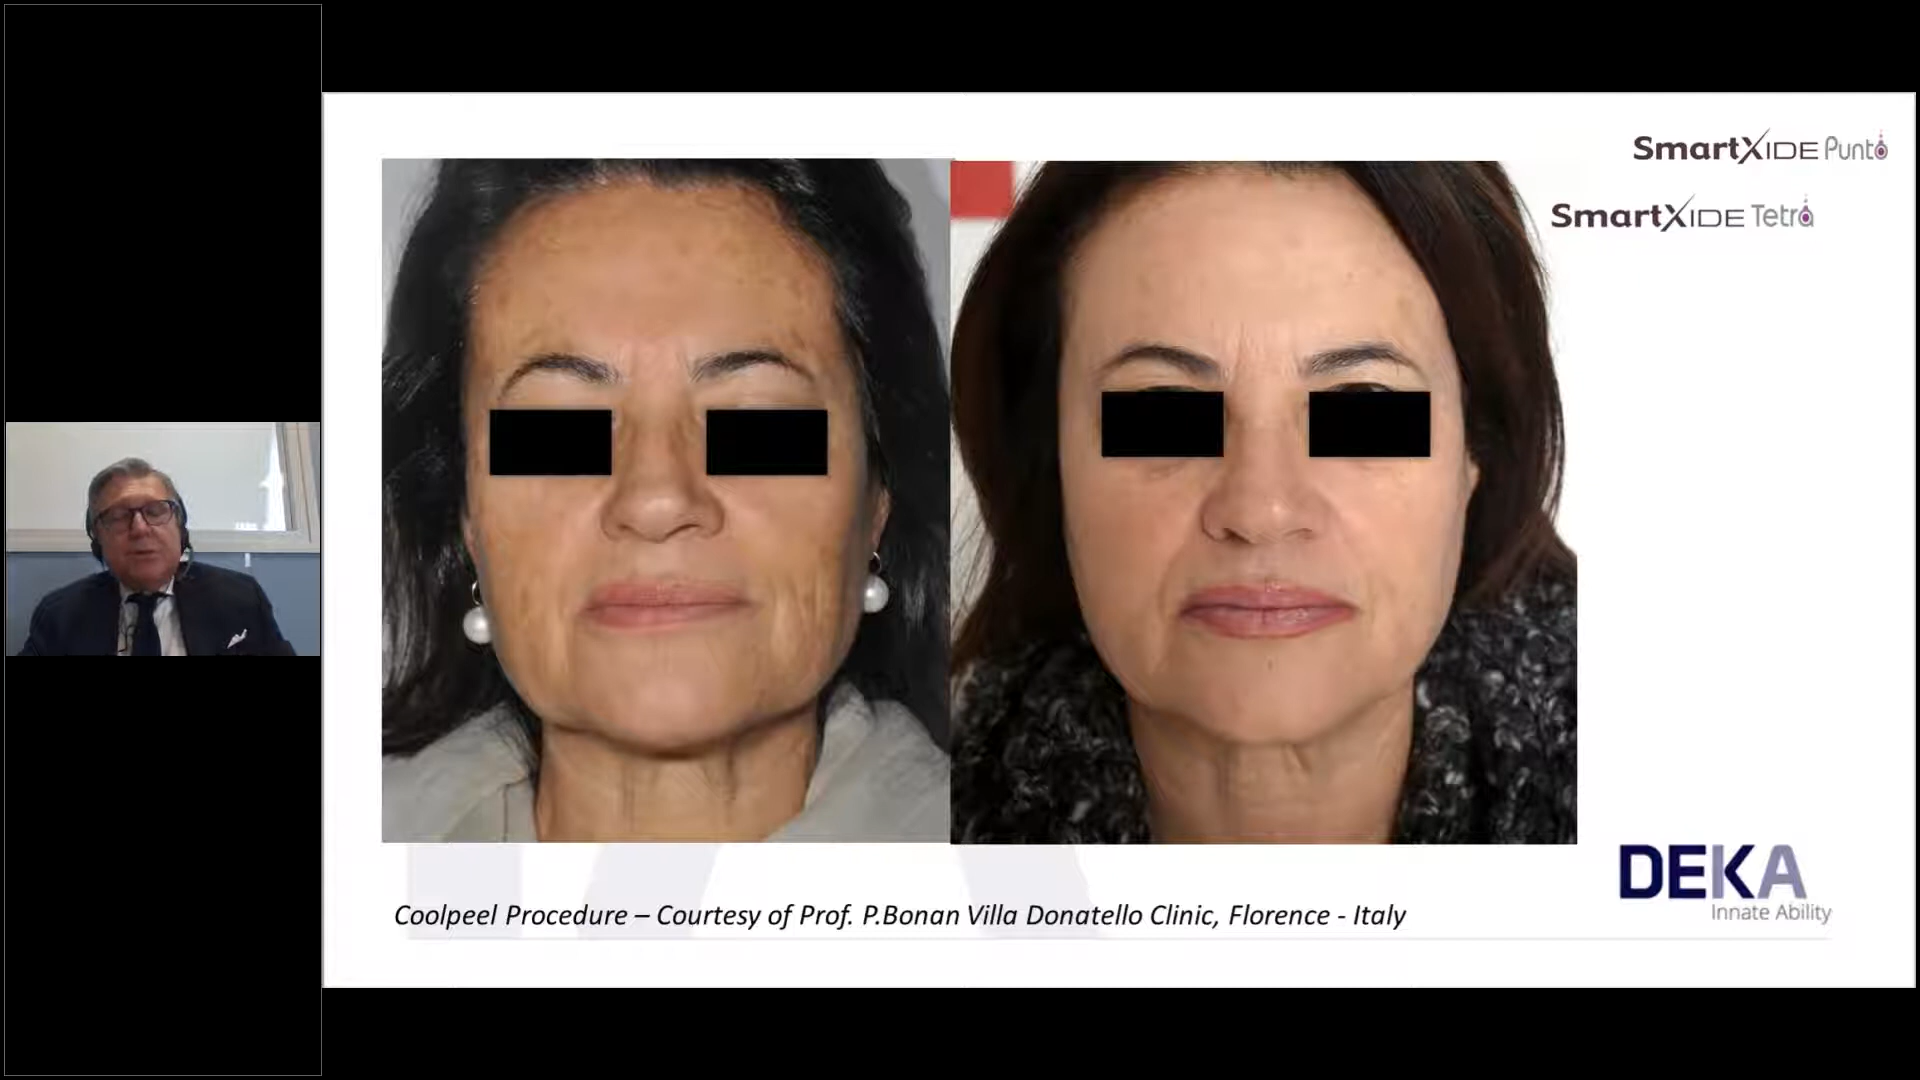 SmartXIDE Punto
SmartXIDE Tetra
DEKA
Innate Ability
Coolpeel Procedure – Courtesy of Prof. P.Bonan Villa Donatello Clinic, Florence - Italy